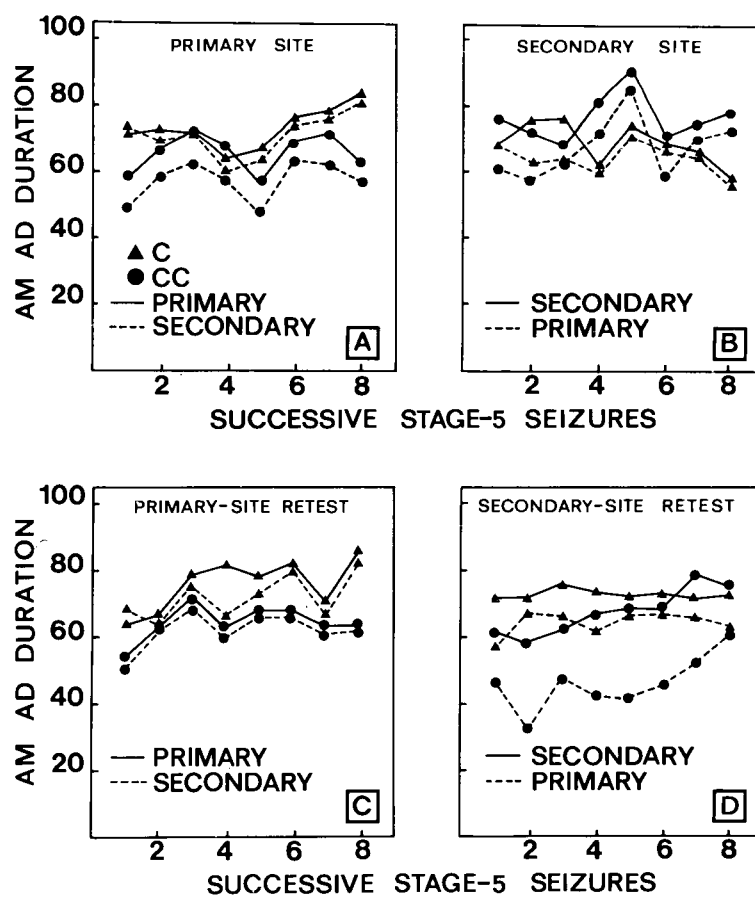 AM AD DURATION
100
80
60
40
20
PRIMARY SITE
▲ C
● CC
PRIMARY
SECONDARY
A
2 4 6 8
SECONDARY SITE
SECONDARY
PRIMARY
B
2 4 6 8
SUCCESSIVE STAGE-5 SEIZURES
AM AD DURATION
100
80
60
40
20
PRIMARY-SITE RETEST
PRIMARY
SECONDARY
C
2 4 6 8
SECONDARY-SITE RETEST
SECONDARY
PRIMARY
D
2 4 6 8
SUCCESSIVE STAGE-5 SEIZURES